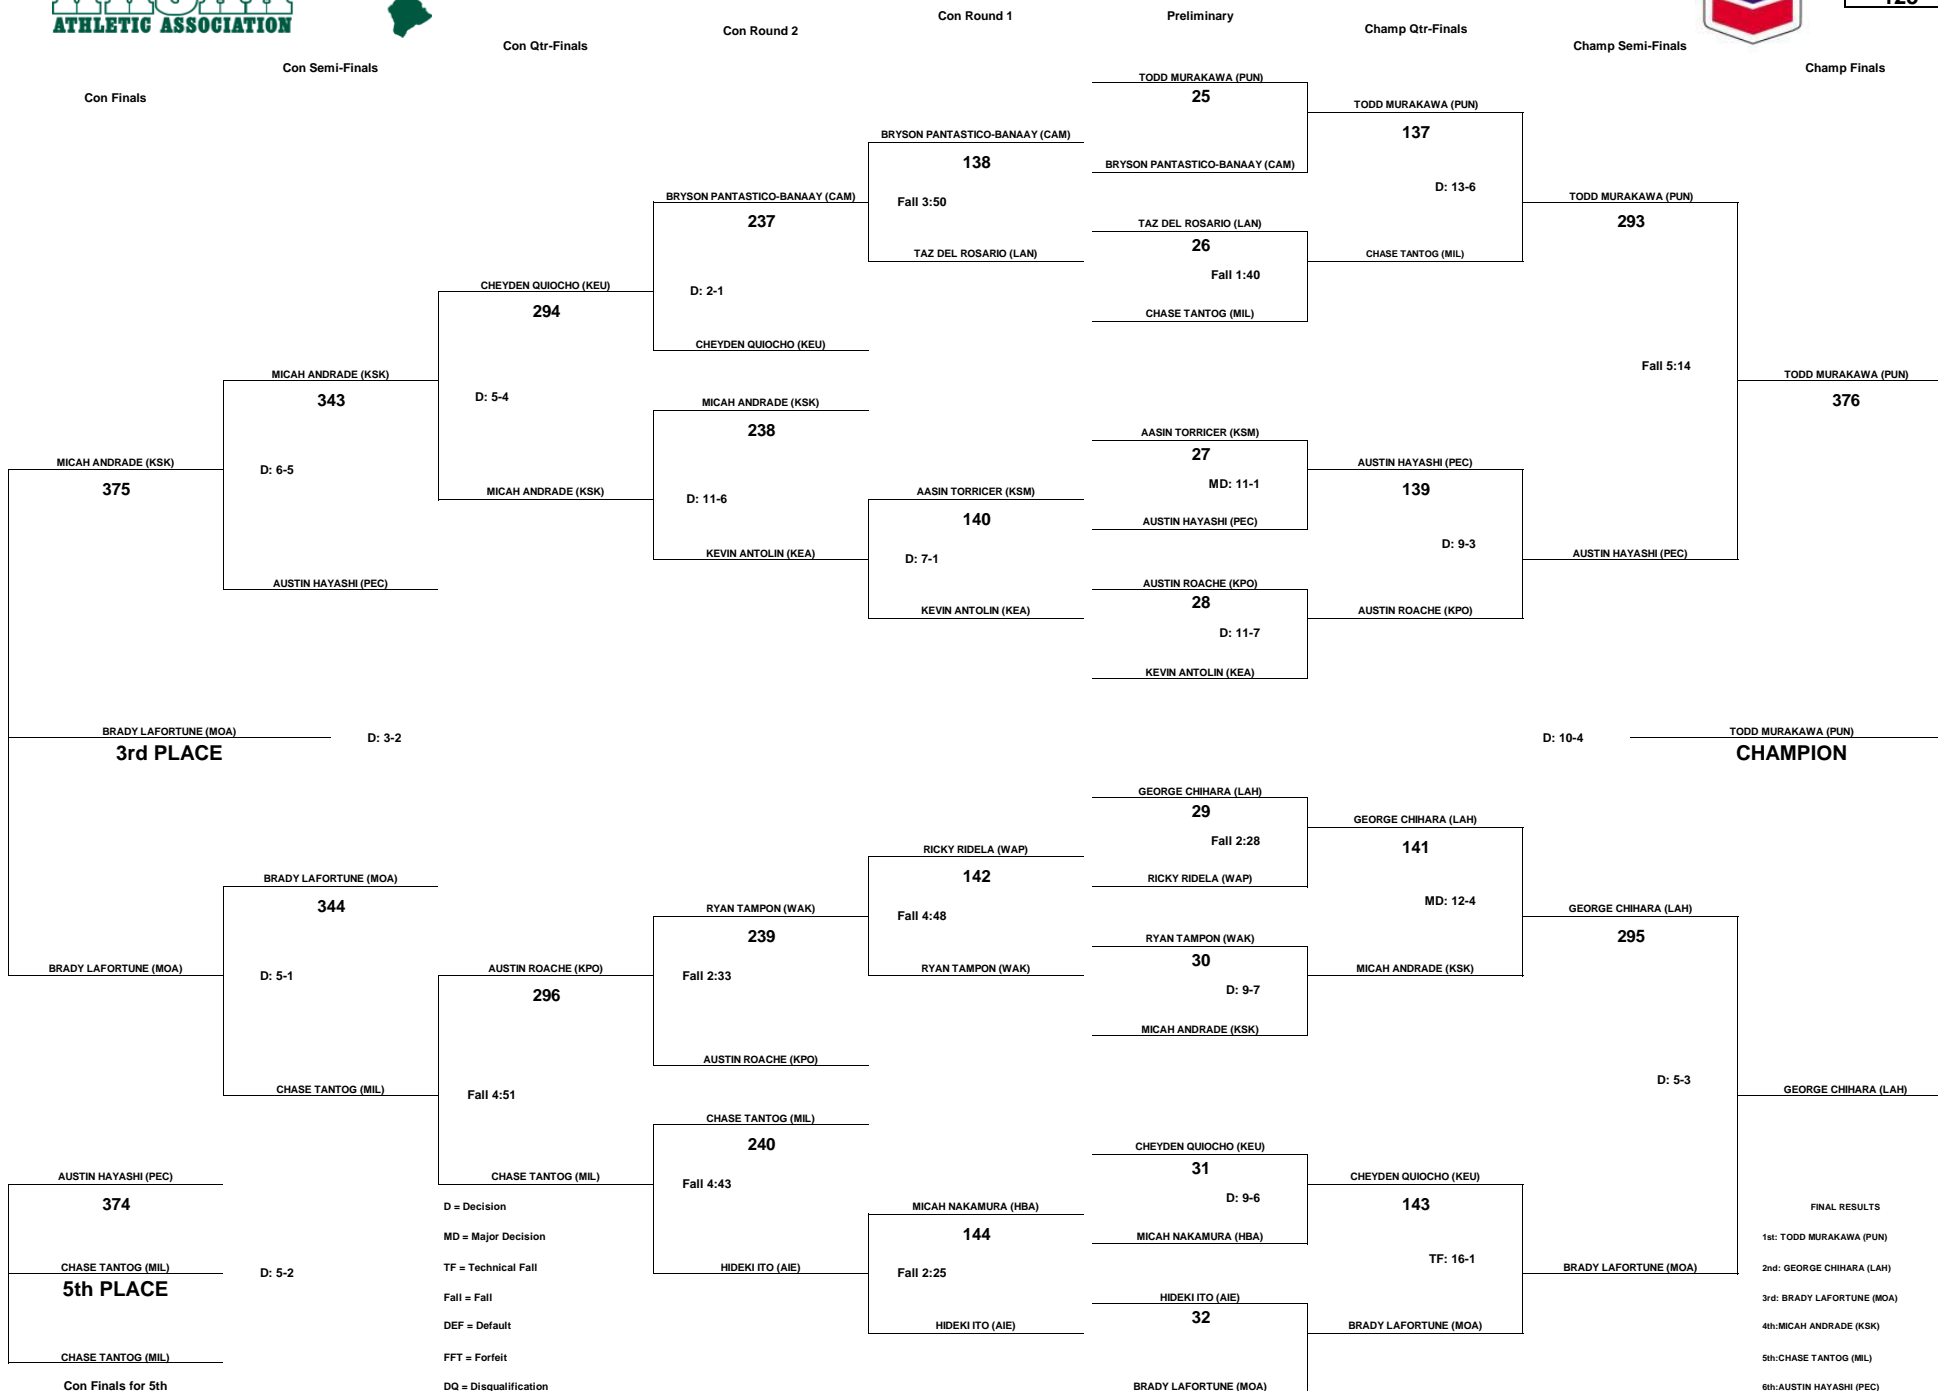 ATHLETIC ASSOCIATION
Con Finals
Con Semi-Finals
Con Qtr-Finals
Con Round 2
Con Round 1
Preliminary
Champ Qtr-Finals
Champ Semi-Finals
Champ Finals
TODD MURAKAWA (PUN)
25
BRYSON PANTASTICO-BANAAY (CAM)
TAZ DEL ROSARIO (LAN)
26
Fall 1:40
CHASE TANTOG (MIL)
AASIN TORRICER (KSM)
27
MD: 11-1
AUSTIN HAYASHI (PEC)
AUSTIN ROACHE (KPO)
28
D: 11-7
KEVIN ANTOLIN (KEA)
GEORGE CHIHARA (LAH)
29
Fall 2:28
RICKY RIDELA (WAP)
RYAN TAMPON (WAK)
30
D: 9-7
MICAH ANDRADE (KSK)
CHEYDEN QUIOCHO (KEU)
31
D: 9-6
MICAH NAKAMURA (HBA)
HIDEKI ITO (AIE)
32
BRADY LAFORTUNE (MOA)
TODD MURAKAWA (PUN)
137
D: 13-6
CHASE TANTOG (MIL)
AUSTIN HAYASHI (PEC)
139
D: 9-3
AUSTIN ROACHE (KPO)
GEORGE CHIHARA (LAH)
141
MD: 12-4
MICAH ANDRADE (KSK)
CHEYDEN QUIOCHO (KEU)
143
TF: 16-1
BRADY LAFORTUNE (MOA)
TODD MURAKAWA (PUN)
293
Fall 5:14
AUSTIN HAYASHI (PEC)
GEORGE CHIHARA (LAH)
295
D: 5-3
BRADY LAFORTUNE (MOA)
TODD MURAKAWA (PUN)
376
D: 10-4
TODD MURAKAWA (PUN)
CHAMPION
GEORGE CHIHARA (LAH)
BRYSON PANTASTICO-BANAAY (CAM)
138
Fall 3:50
TAZ DEL ROSARIO (LAN)
AASIN TORRICER (KSM)
140
D: 7-1
KEVIN ANTOLIN (KEA)
RICKY RIDELA (WAP)
142
Fall 4:48
RYAN TAMPON (WAK)
MICAH NAKAMURA (HBA)
144
Fall 2:25
HIDEKI ITO (AIE)
BRYSON PANTASTICO-BANAAY (CAM)
237
D: 2-1
CHEYDEN QUIOCHO (KEU)
MICAH ANDRADE (KSK)
238
D: 11-6
KEVIN ANTOLIN (KEA)
RYAN TAMPON (WAK)
239
Fall 2:33
AUSTIN ROACHE (KPO)
CHASE TANTOG (MIL)
240
Fall 4:43
HIDEKI ITO (AIE)
CHEYDEN QUIOCHO (KEU)
294
D: 5-4
MICAH ANDRADE (KSK)
AUSTIN ROACHE (KPO)
296
Fall 4:51
CHASE TANTOG (MIL)
MICAH ANDRADE (KSK)
343
D: 6-5
AUSTIN HAYASHI (PEC)
BRADY LAFORTUNE (MOA)
344
D: 5-1
CHASE TANTOG (MIL)
MICAH ANDRADE (KSK)
375
BRADY LAFORTUNE (MOA)
3rd PLACE
D: 3-2
BRADY LAFORTUNE (MOA)
AUSTIN HAYASHI (PEC)
374
CHASE TANTOG (MIL)
5th PLACE
D: 5-2
CHASE TANTOG (MIL)
Con Finals for 5th
D = Decision
MD = Major Decision
TF = Technical Fall
Fall = Fall
DEF = Default
FFT = Forfeit
DQ = Disqualification
FINAL RESULTS
1st: TODD MURAKAWA (PUN)
2nd: GEORGE CHIHARA (LAH)
3rd: BRADY LAFORTUNE (MOA)
4th:MICAH ANDRADE (KSK)
5th:CHASE TANTOG (MIL)
6th:AUSTIN HAYASHI (PEC)